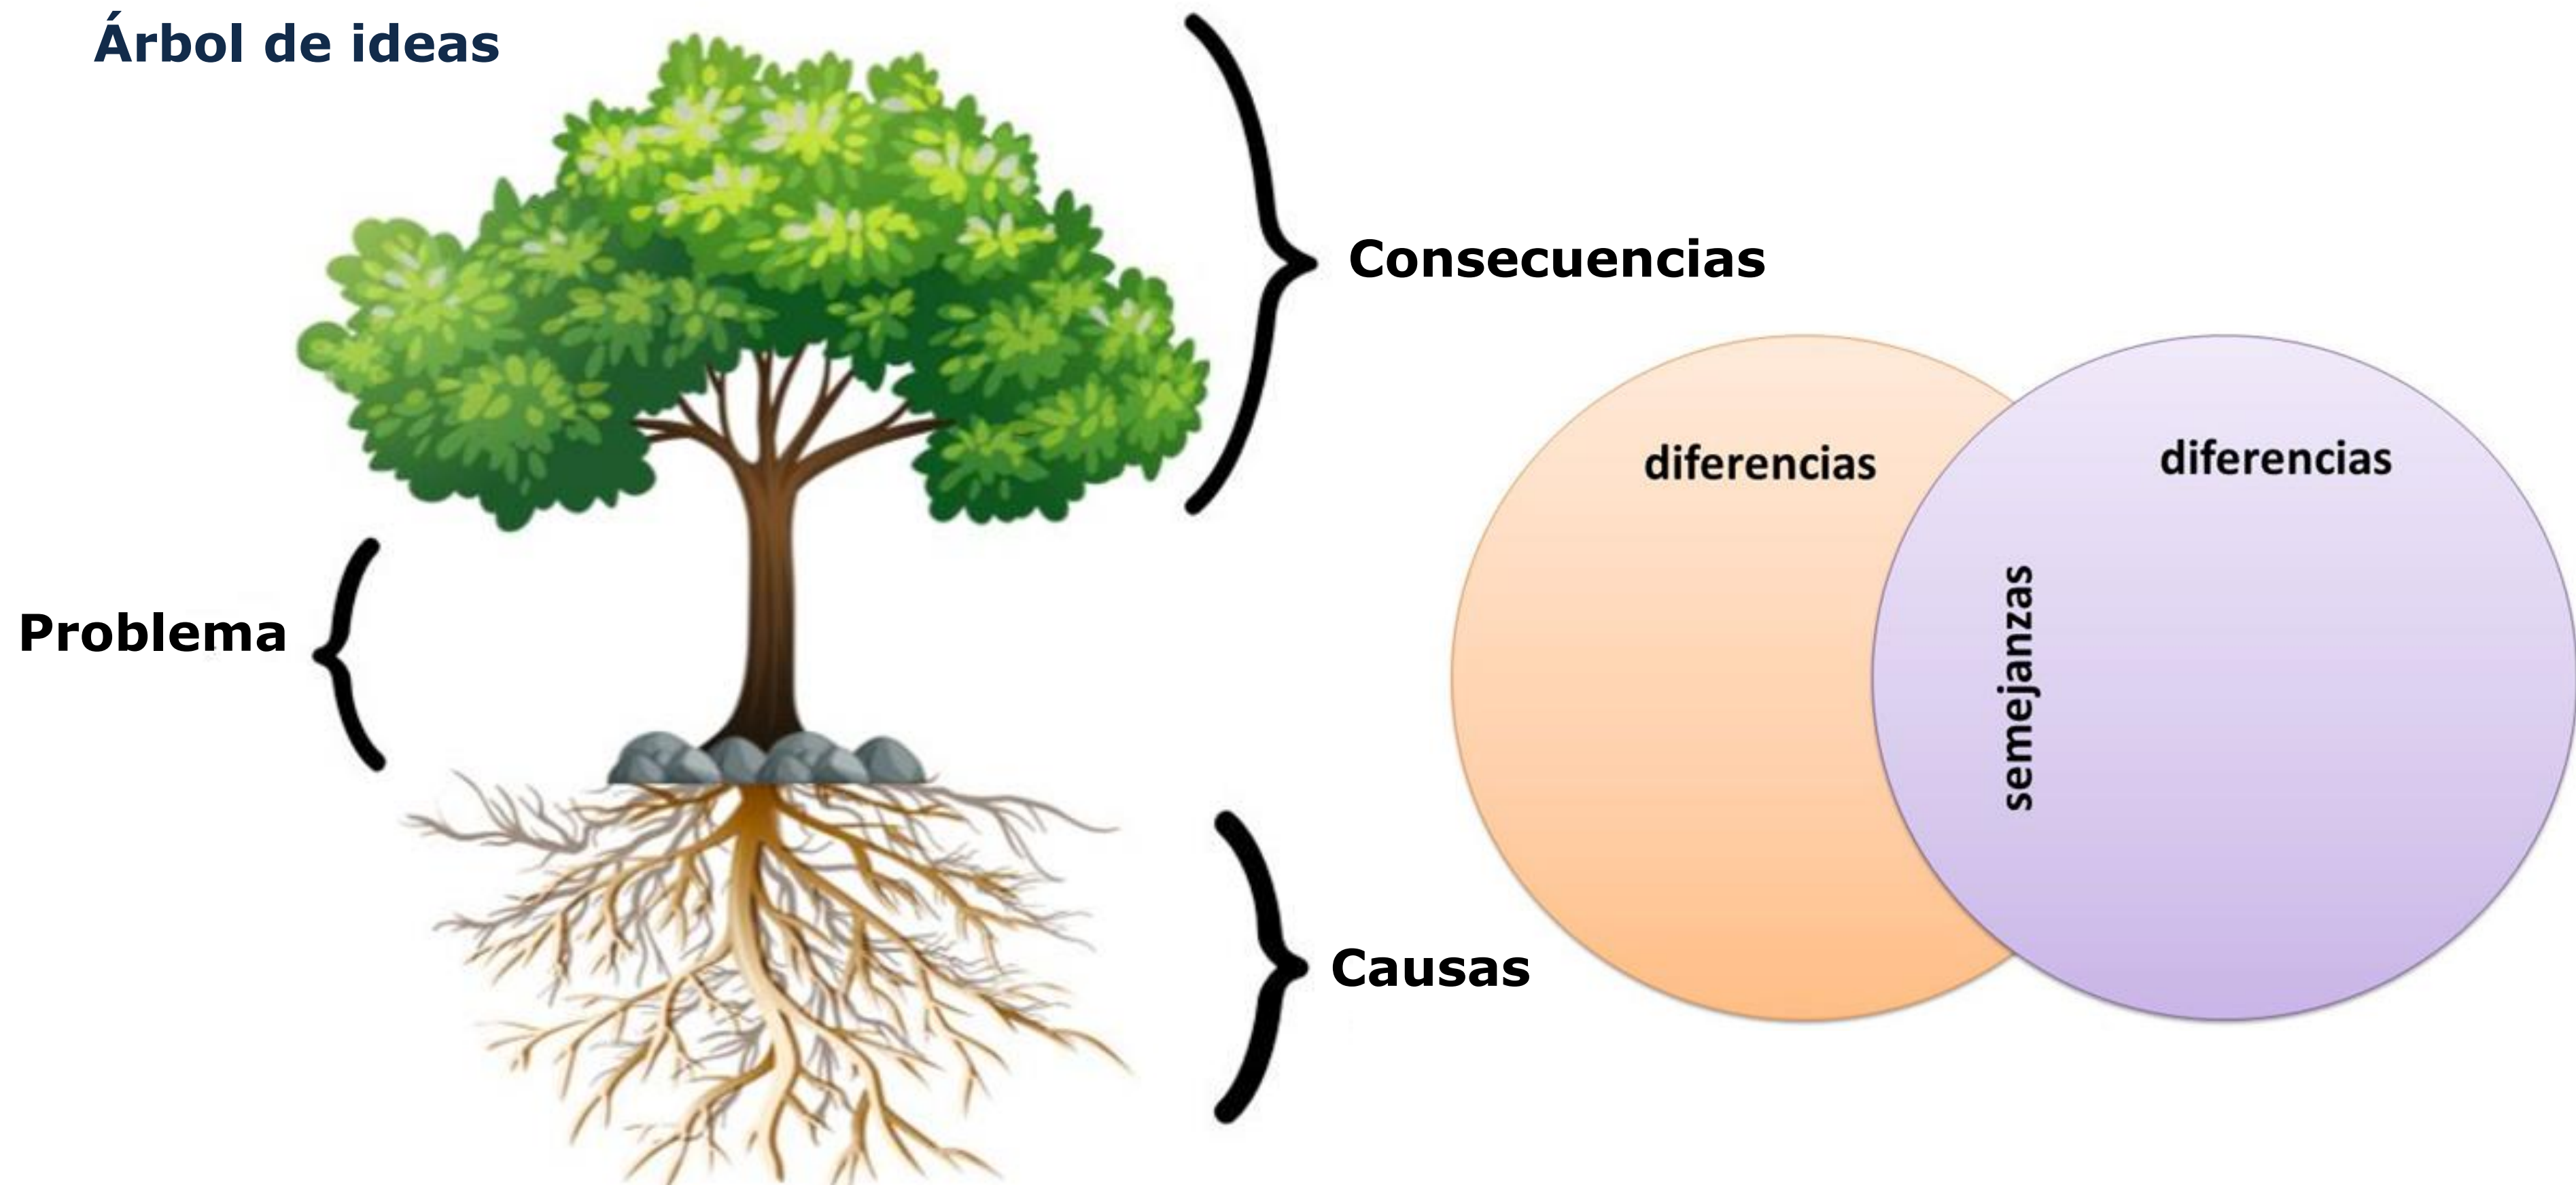 Árbol de ideas
Consecuencias
Problema
Causas
diferencias
diferencias
semejanzas